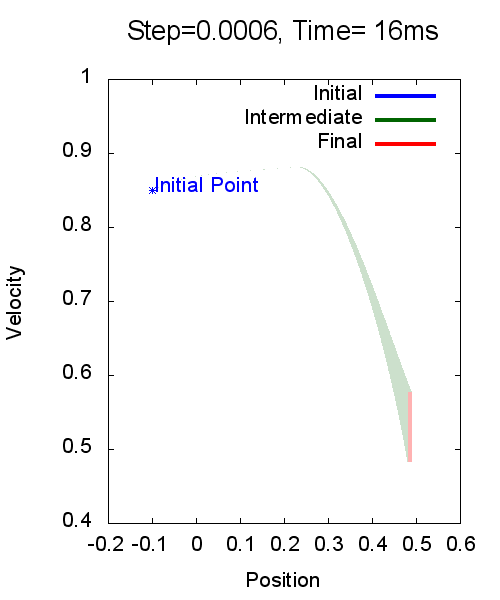 Step=0.0006, Time= 16ms
1
Initial
Intermediate
Final
0.9
Initial Point
0.8
0.7
Velocity
0.6
0.5
0.4
-0.2 -0.1 0 0.1 0.2 0.3 0.4 0.5 0.6
Position